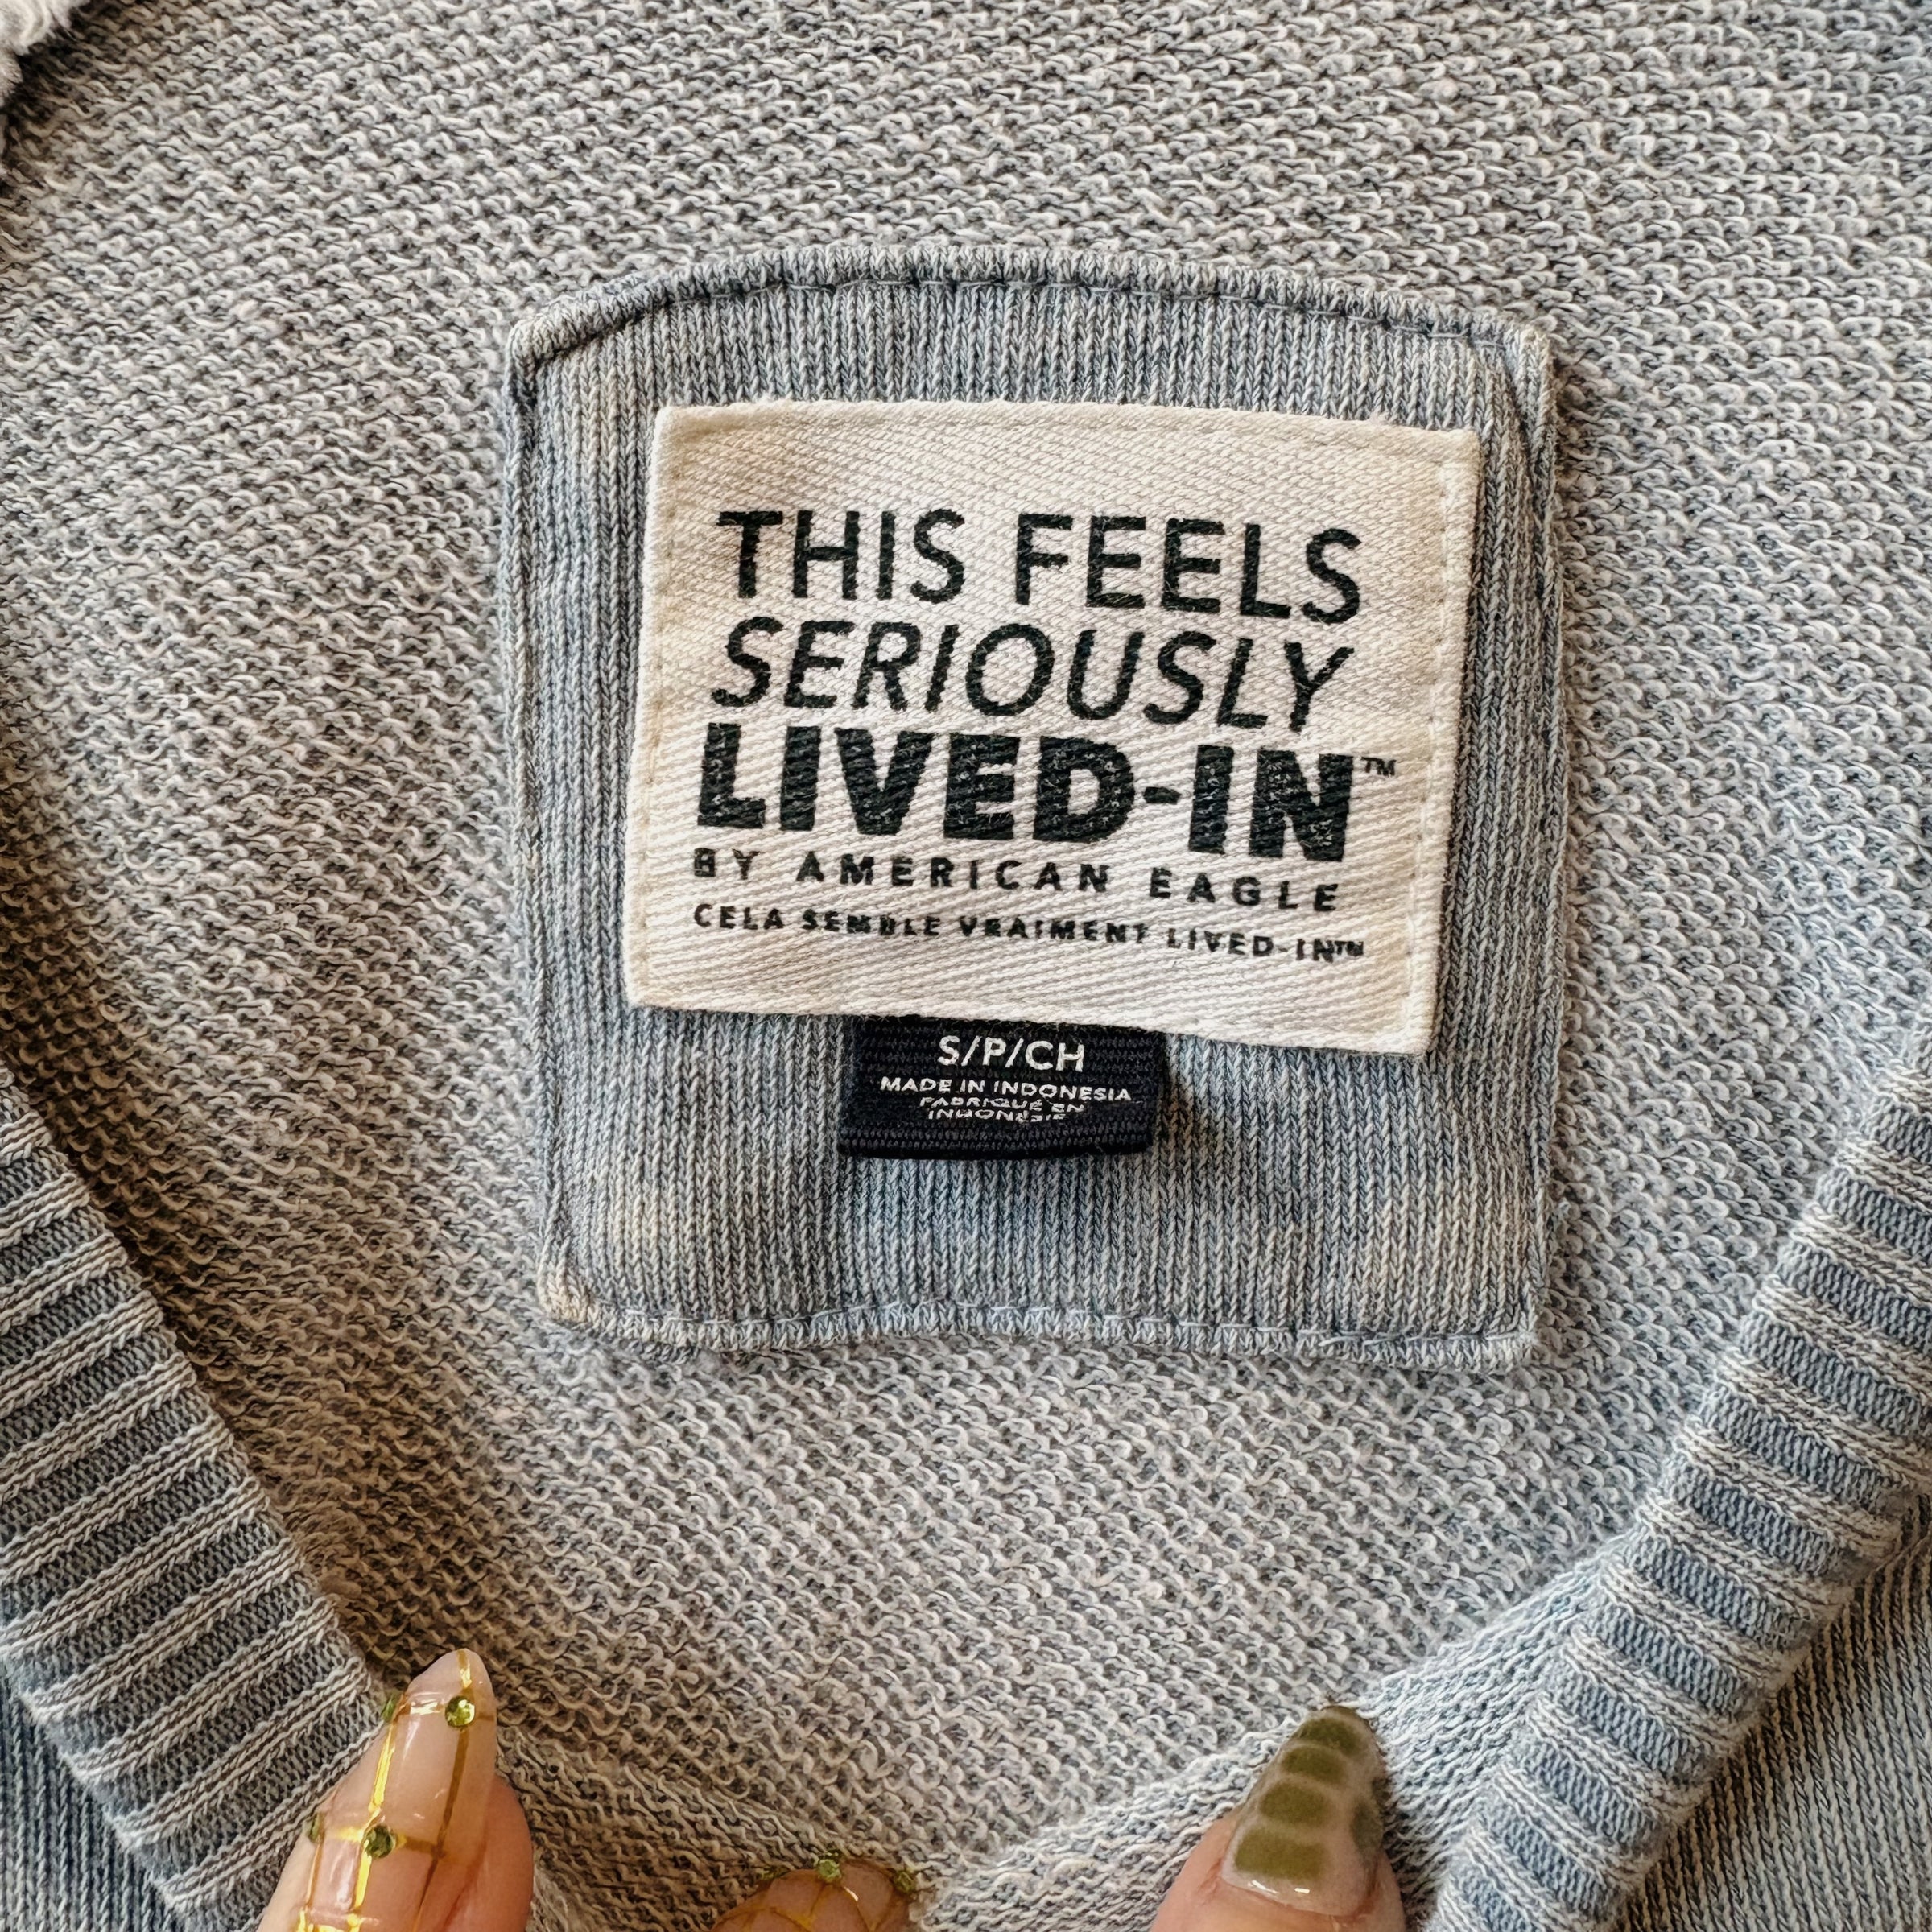 THIS FEELS
SERIOUSLY
LIVED-IN™
BY AMERICAN EAGLE
CELA SEMBLE VRAIMENT LIVED-IN™
S/P/CH
MADE IN INDONESIA
FABRIQUÉ EN
INDONÉSIE